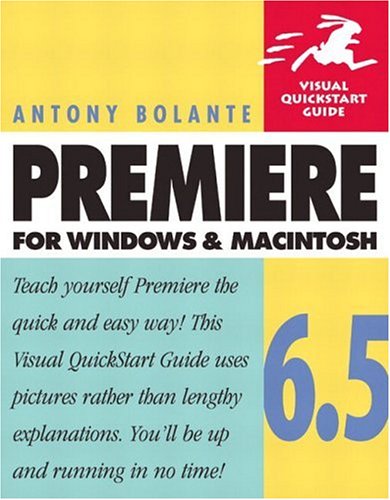 VISUAL
QUICKSTART
GUIDE
ANTONY BOLANTE
PREMIERE
FOR WINDOWS & MACINTOSH
Teach yourself Premiere the
quick and easy way! This
Visual QuickStart Guide uses
pictures rather than lengthy
explanations. You'll be up
and running in no time!
6.5